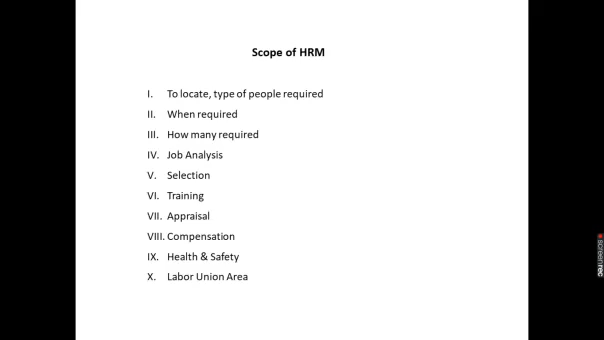 Scope of HRM
I. To locate, type of people required
II. When required
III. How many required
IV. Job Analysis
V. Selection
VI. Training
VII. Appraisal
VIII. Compensation
IX. Health & Safety
X. Labor Union Area
screenrec